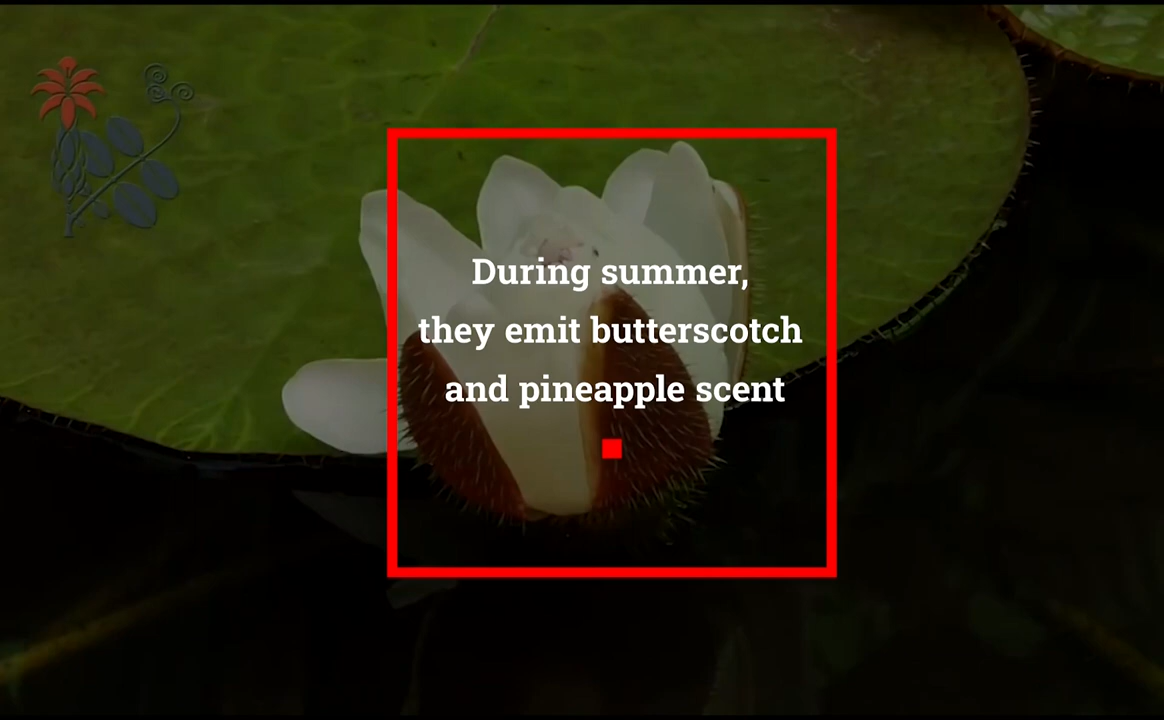 During summer,
they emit butterscotch
and pineapple scent